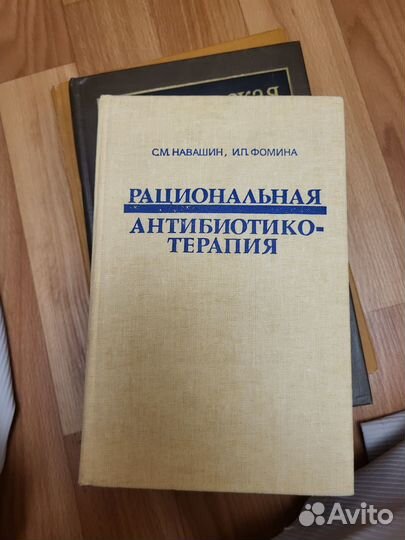 С.М. НАВАШИН, И.П. ФОМИНА
РАЦИОНАЛЬНАЯ
АНТИБИОТИКО-
ТЕРАПИЯ
Avito